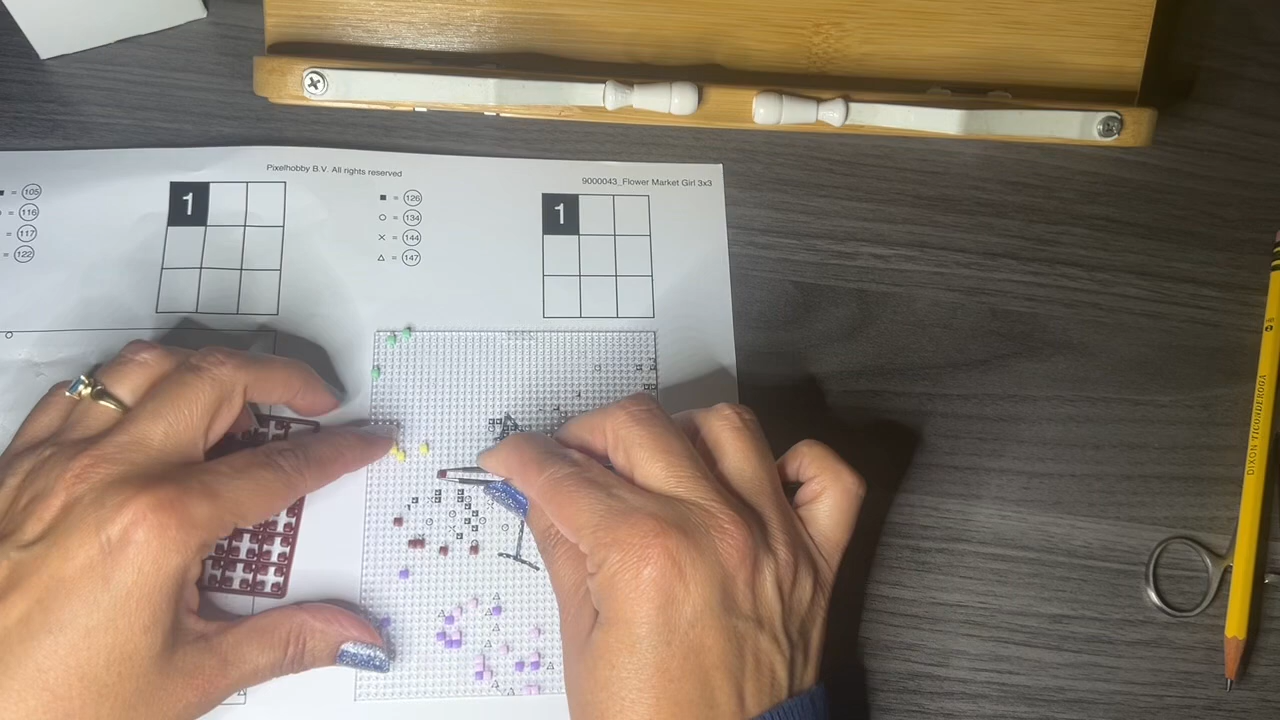 Pixelhobby B.V. All rights reserved
9000043_Flower Market Girl 3x3
= 105
= 116
= 117
= 122
1
■ = 126
○ = 134
✕ = 144
△ = 147
1
DIXON TICONDEROGA